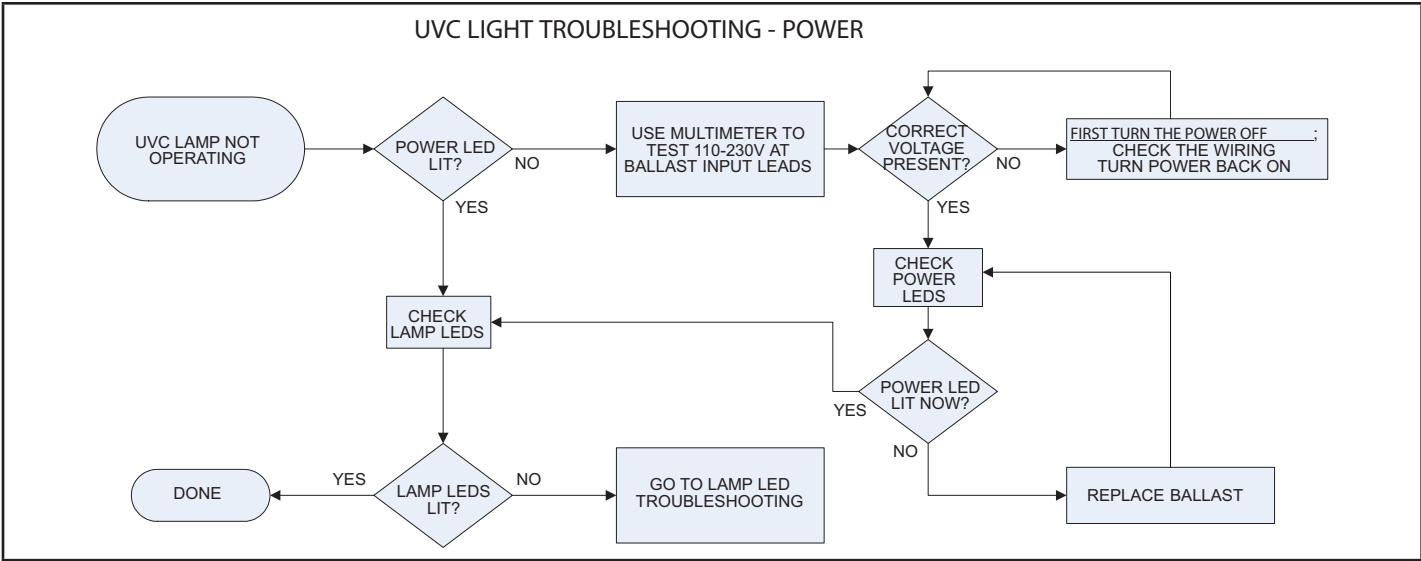 UVC LIGHT TROUBLESHOOTING - POWER
UVC LAMP NOT
OPERATING
POWER LED
LIT?
NO
YES
USE MULTIMETER TO
TEST 110-230V AT
BALLAST INPUT LEADS
CORRECT
VOLTAGE
PRESENT?
NO
YES
FIRST TURN THE POWER OFF ;
CHECK THE WIRING
TURN POWER BACK ON
CHECK
POWER
LEDS
CHECK
LAMP LEDS
POWER LED
LIT NOW?
YES
NO
REPLACE BALLAST
LAMP LEDS
LIT?
YES
NO
DONE
GO TO LAMP LED
TROUBLESHOOTING